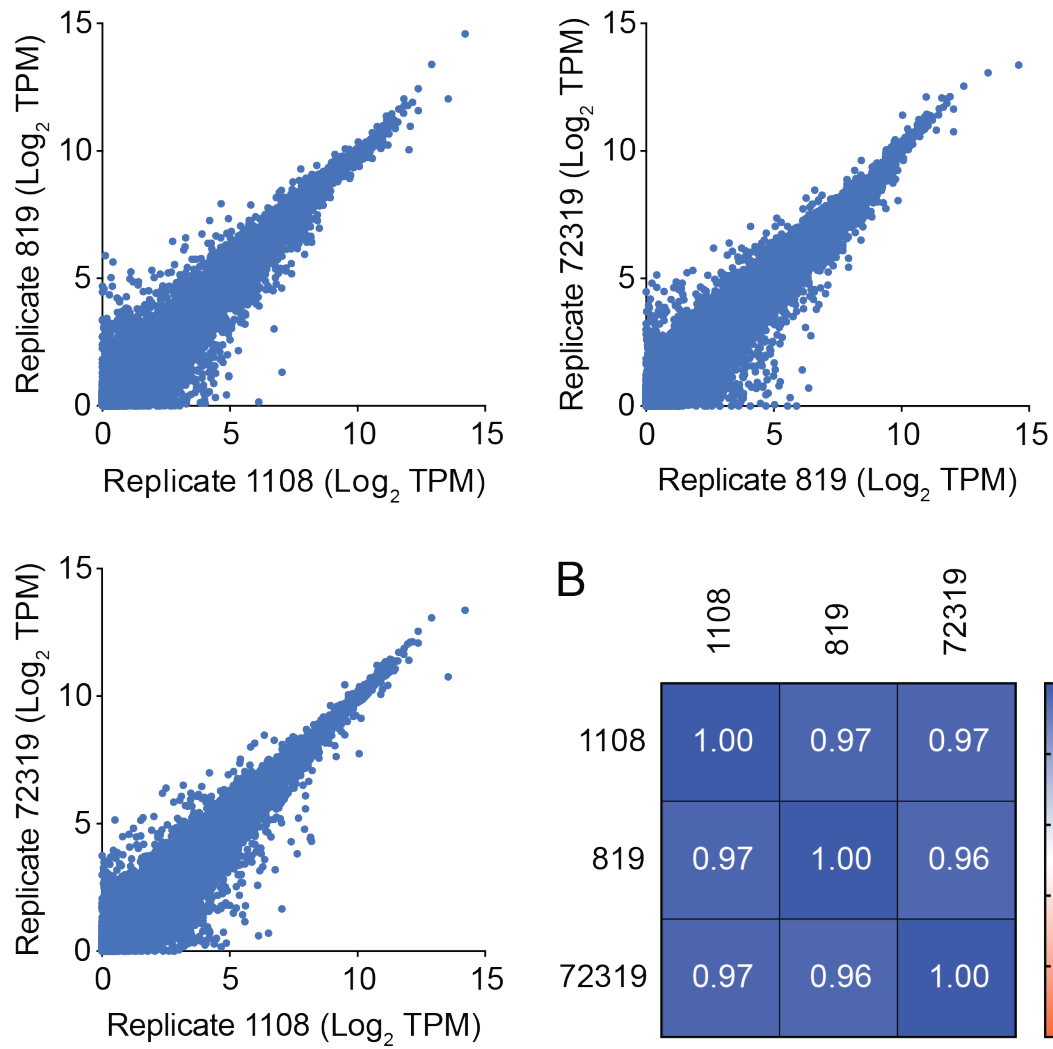 15
10
5
0
0 5 10 15
Replicate 819 (Log2 TPM)
Replicate 1108 (Log2 TPM)
15
10
5
0
0 5 10 15
Replicate 72319 (Log2 TPM)
Replicate 819 (Log2 TPM)
15
10
5
0
0 5 10 15
Replicate 72319 (Log2 TPM)
Replicate 1108 (Log2 TPM)
B
1108 819 72319
1108 1.00 0.97 0.97
819 0.97 1.00 0.96
72319 0.97 0.96 1.00